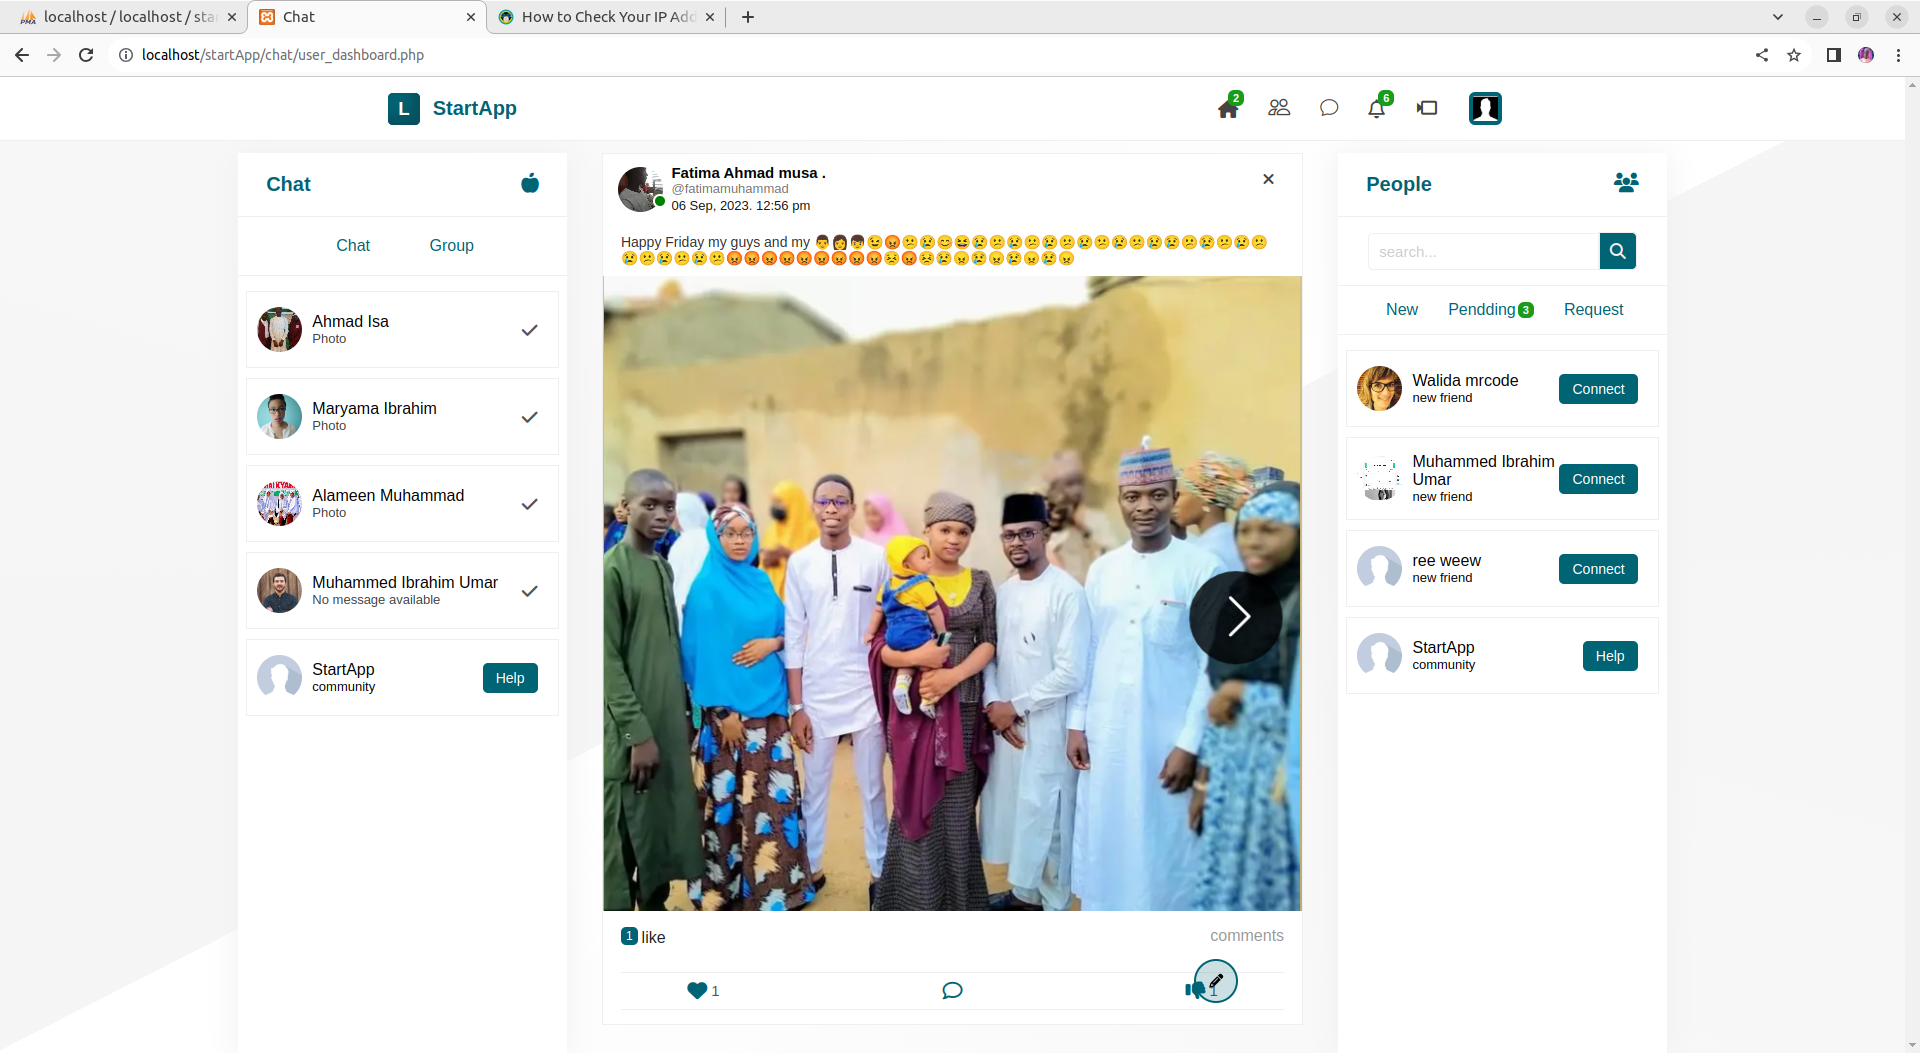 localhost / localhost / sta
Chat
How to Check Your IP Add
localhost/startApp/chat/user_dashboard.php
L StartApp
2
6
Chat
Chat Group
Ahmad Isa
Photo
Maryama Ibrahim
Photo
Alameen Muhammad
Photo
Muhammed Ibrahim Umar
No message available
StartApp
community
Help
Fatima Ahmad musa .
@fatimamuhammad
06 Sep, 2023. 12:56 pm
Happy Friday my guys and my 👨👩👦😉😡😕😢😊😆😢😕😢😕😢😕😢😕😢😕😢😢😕😢😕😢😕
😢😕😢😕😢😕😡😡😡😡😡😡😡😡😡😣😡😣😢😠😢😠😢😠😢😠
1 like
comments
1
1
People
search...
New Pendding 3 Request
Walida mrcode
new friend
Connect
Muhammed Ibrahim
Umar
new friend
Connect
ree weew
new friend
Connect
StartApp
community
Help